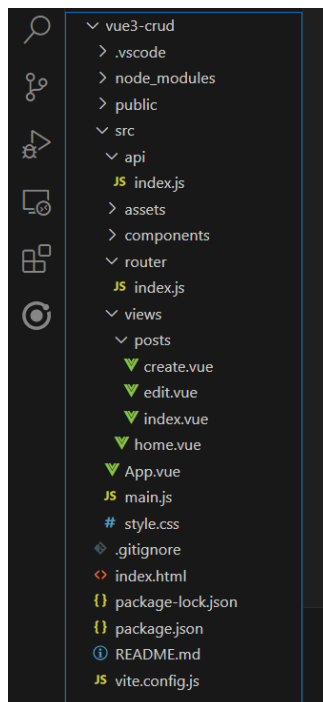 vue3-crud
.vscode
node_modules
public
src
api
JS index.js
assets
components
router
JS index.js
views
posts
create.vue
edit.vue
index.vue
home.vue
App.vue
JS main.js
# style.css
.gitignore
<> index.html
{} package-lock.json
{} package.json
README.md
JS vite.config.js